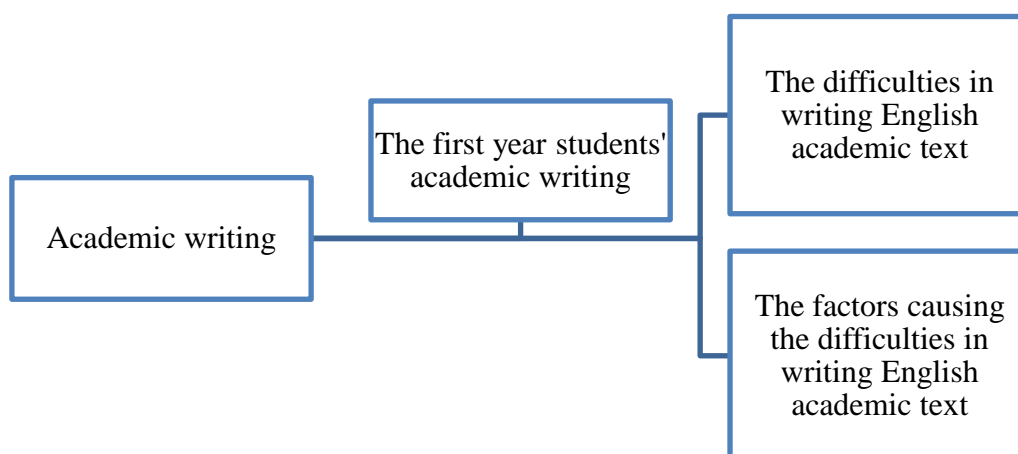 Academic writing
The first year students'
academic writing
The difficulties in
writing English
academic text
The factors causing
the difficulties in
writing English
academic text